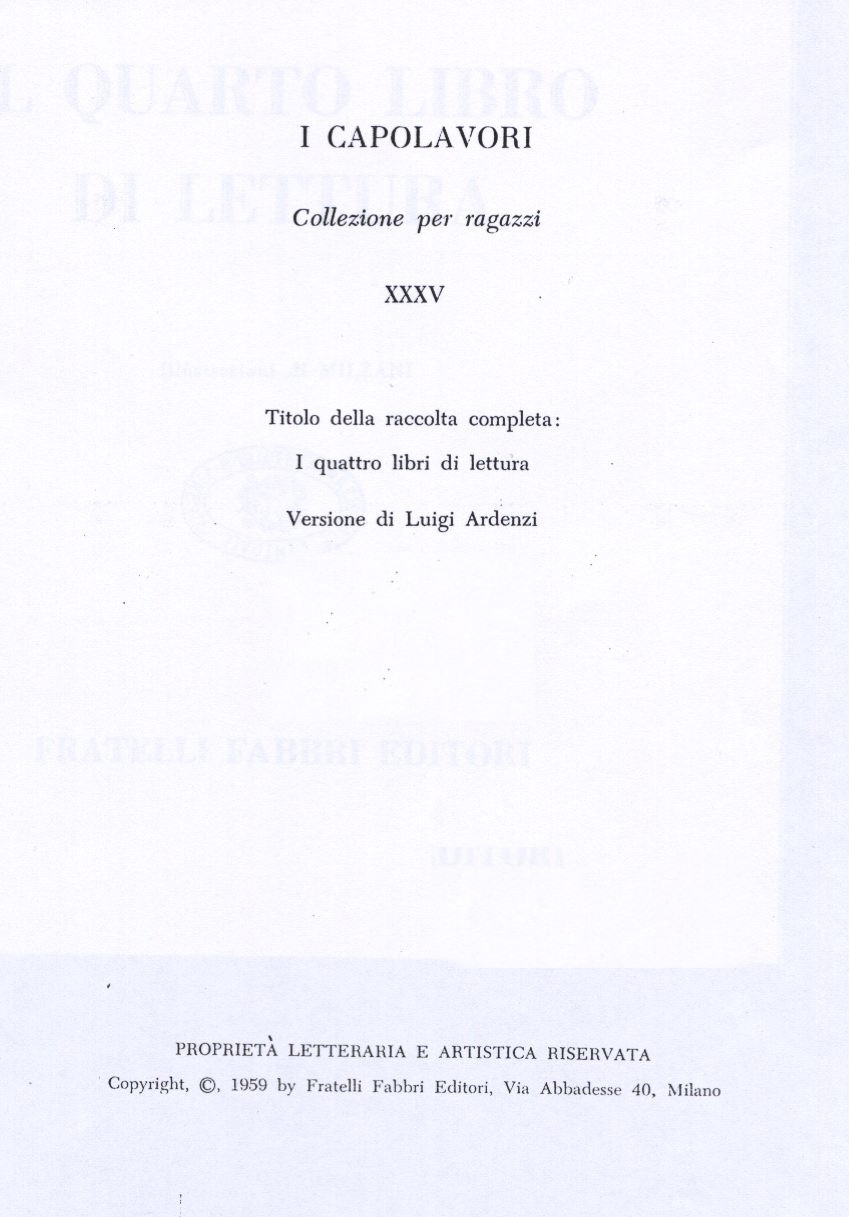 I CAPOLAVORI
Collezione per ragazzi
XXXV
Titolo della raccolta completa:
I quattro libri di lettura
Versione di Luigi Ardenzi
PROPRIETÀ LETTERARIA E ARTISTICA RISERVATA
Copyright, ©, 1959 by Fratelli Fabbri Editori, Via Abbadesse 40, Milano